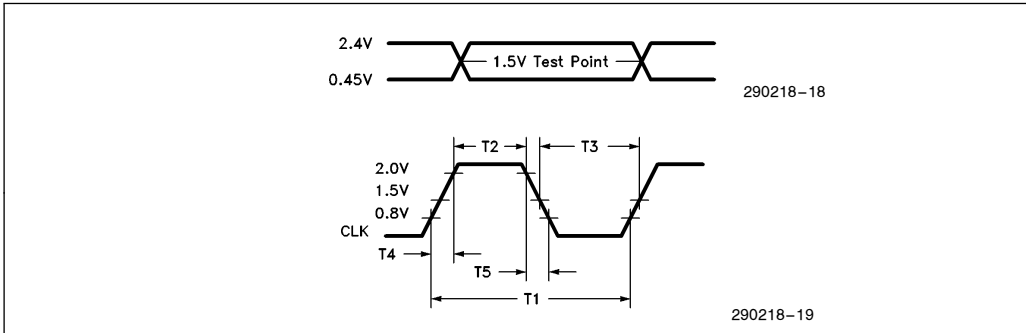 2.4V
1.5V Test Point
0.45V
290218–18
T2
T3
2.0V
1.5V
0.8V
CLK
T4
T5
T1
290218–19